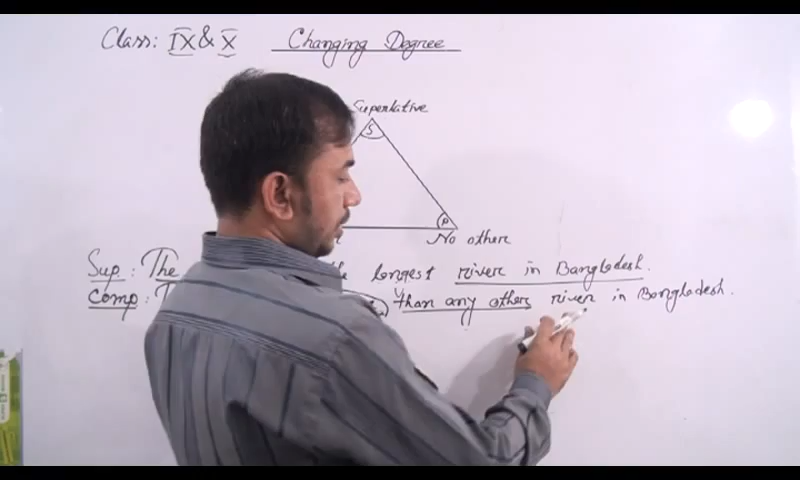 Class: IX & X Changing Degree
Superlative
S
P
No other
Sup: The the longest river in Bangladesh.
Comp: than any other river in Bangladesh.